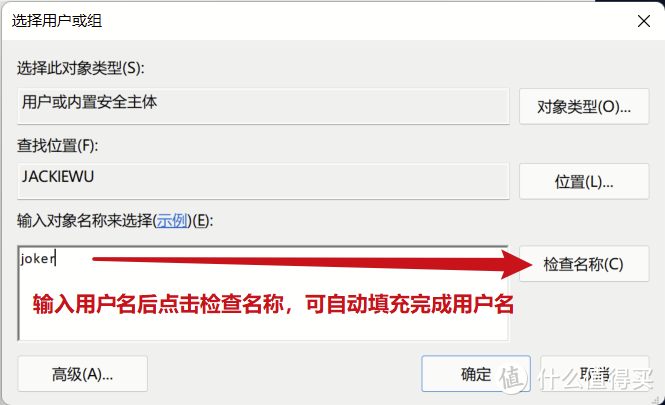 选择用户或组
选择此对象类型(S):
用户或内置安全主体
对象类型(O)...
查找位置(F):
JACKIEWU
位置(L)...
输入对象名称来选择(示例)(E):
joker
检查名称(C)
输入用户名后点击检查名称，可自动填充完成用户名
高级(A)...
确定
取消
值 什么值得买